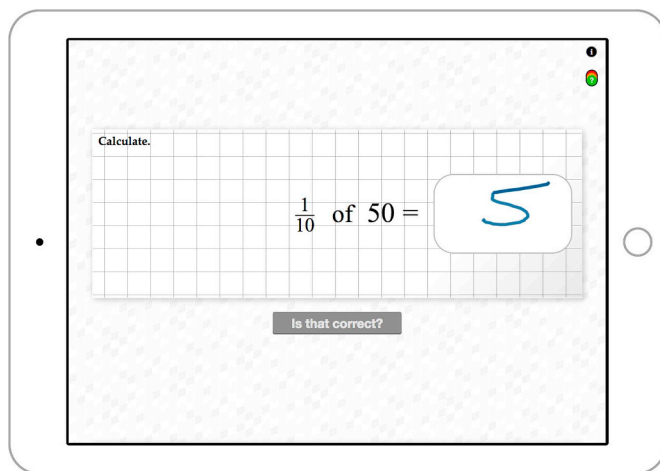 i
?
Calculate.
1/10 of 50 = 5
Is that correct?